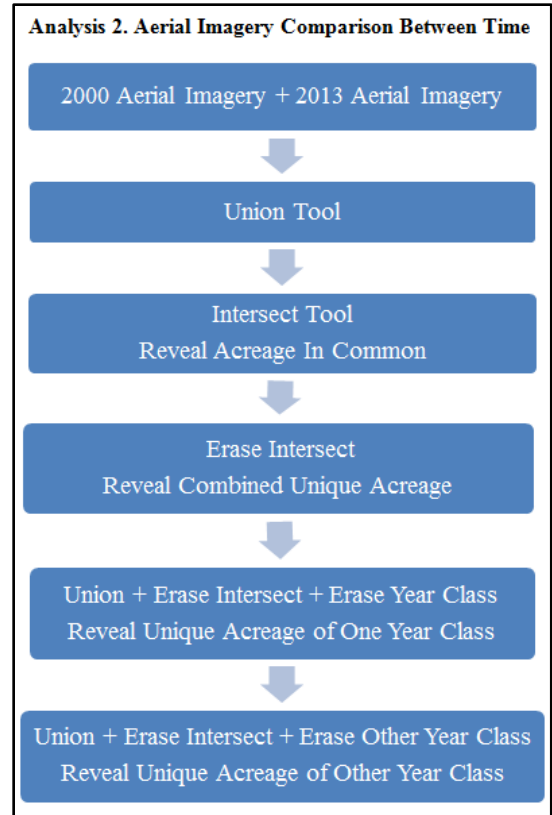 Analysis 2. Aerial Imagery Comparison Between Time
2000 Aerial Imagery + 2013 Aerial Imagery
Union Tool
Intersect Tool
Reveal Acreage In Common
Erase Intersect
Reveal Combined Unique Acreage
Union + Erase Intersect + Erase Year Class
Reveal Unique Acreage of One Year Class
Union + Erase Intersect + Erase Other Year Class
Reveal Unique Acreage of Other Year Class